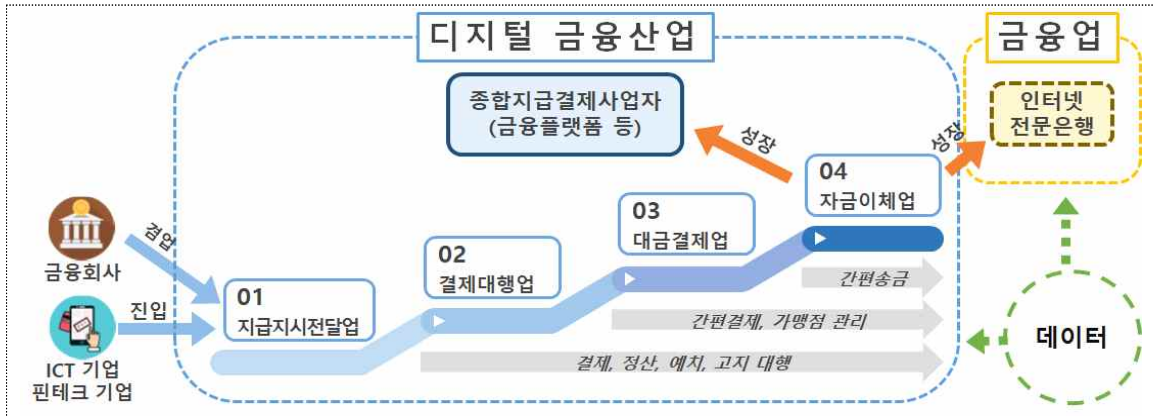 디지털 금융산업
금융업
종합지급결제사업자
(금융플랫폼 등)
인터넷
전문은행
성장
성장
04
자금이체업
03
대금결제업
02
결제대행업
01
지급지시전달업
겸업
금융회사
진입
ICT 기업
핀테크 기업
간편송금
간편결제, 가맹점 관리
결제, 정산, 예치, 고지 대행
데이터